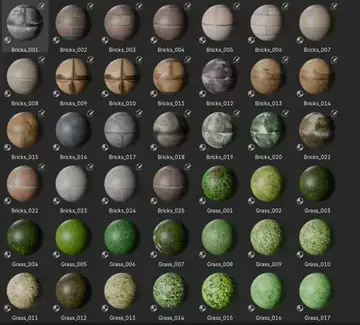 Bricks_001 Bricks_002 Bricks_003 Bricks_004 Bricks_005 Bricks_006 Bricks_007
Bricks_008 Bricks_009 Bricks_010 Bricks_011 Bricks_012 Bricks_013 Bricks_014
Bricks_015 Bricks_016 Bricks_017 Bricks_018 Bricks_019 Bricks_020 Bricks_021
Bricks_022 Bricks_023 Bricks_024 Bricks_025 Grass_001 Grass_002 Grass_003
Grass_004 Grass_005 Grass_006 Grass_007 Grass_008 Grass_009 Grass_010
Grass_011 Grass_012 Grass_013 Grass_014 Grass_015 Grass_016 Grass_017